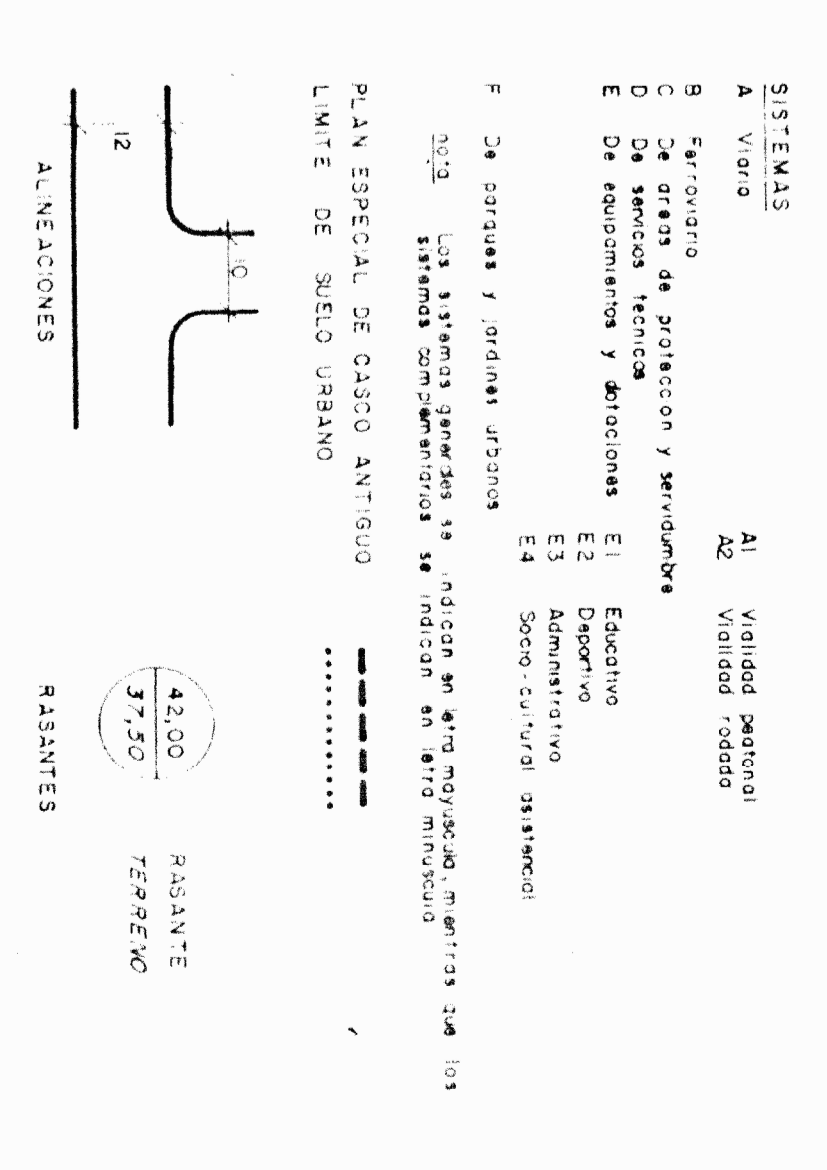 SISTEMAS
A Viario
A1 Vialidad peatonal
A2 Vialidad rodada
B Ferroviario
C De areas de proteccion y servidumbre
D De servicios tecnicos
E De equipamientos y dotaciones
E1 Educativo
E2 Deportivo
E3 Administrativo
E4 Socio-cultural asistencial
F De parques y jardines urbanos
nota Los sistemas generales se indican en letra mayuscula, mientras que los
sistemas complementarios se indican en letra minuscula
PLAN ESPECIAL DE CASCO ANTIGUO
LIMITE DE SUELO URBANO
10
12
ALINEACIONES
42,00 RASANTE
37,50 TERRENO
RASANTES